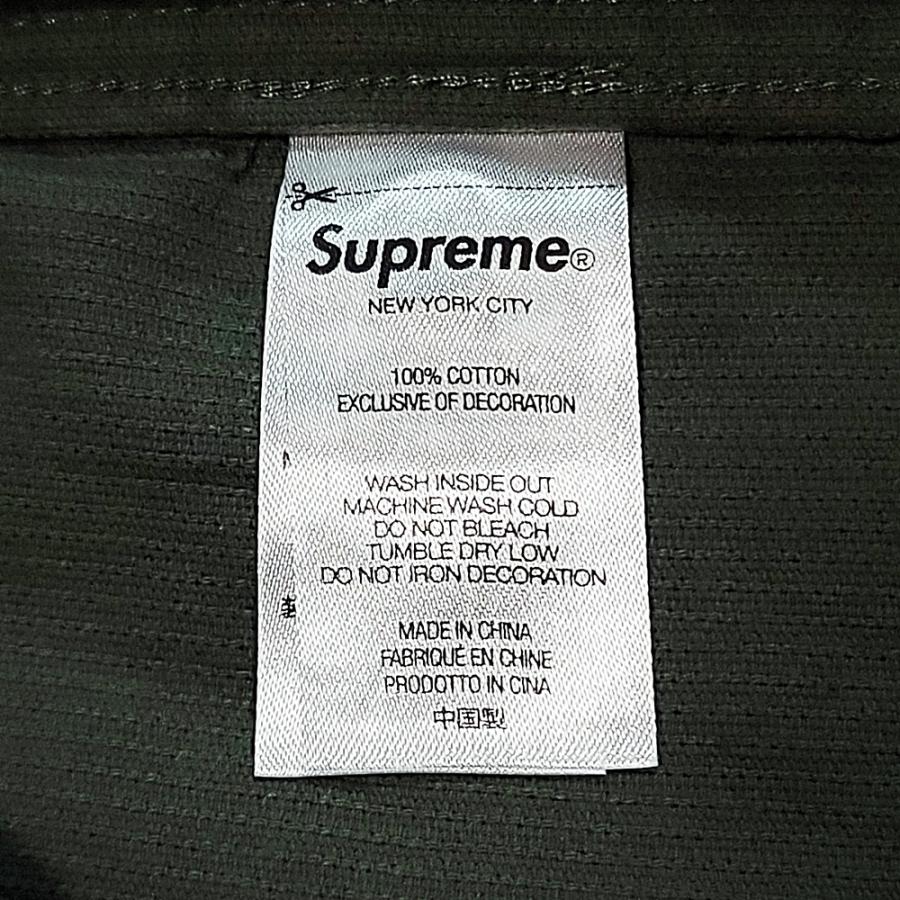 Supreme®
NEW YORK CITY
100% COTTON
EXCLUSIVE OF DECORATION
WASH INSIDE OUT
MACHINE WASH COLD
DO NOT BLEACH
TUMBLE DRY LOW
DO NOT IRON DECORATION
MADE IN CHINA
FABRIQUÉ EN CHINE
PRODOTTO IN CINA
中国製